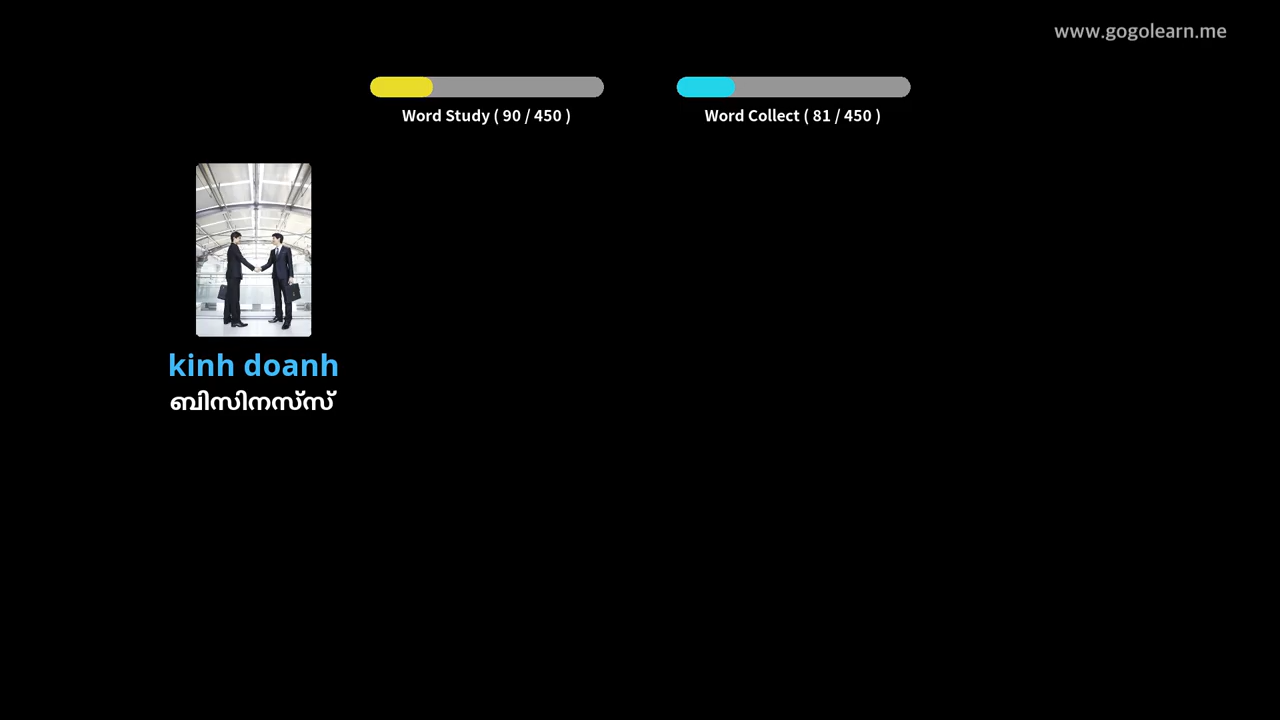 www.gogolearn.me
Word Study ( 90 / 450 )
Word Collect ( 81 / 450 )
kinh doanh
ബിസിനസ്സ്